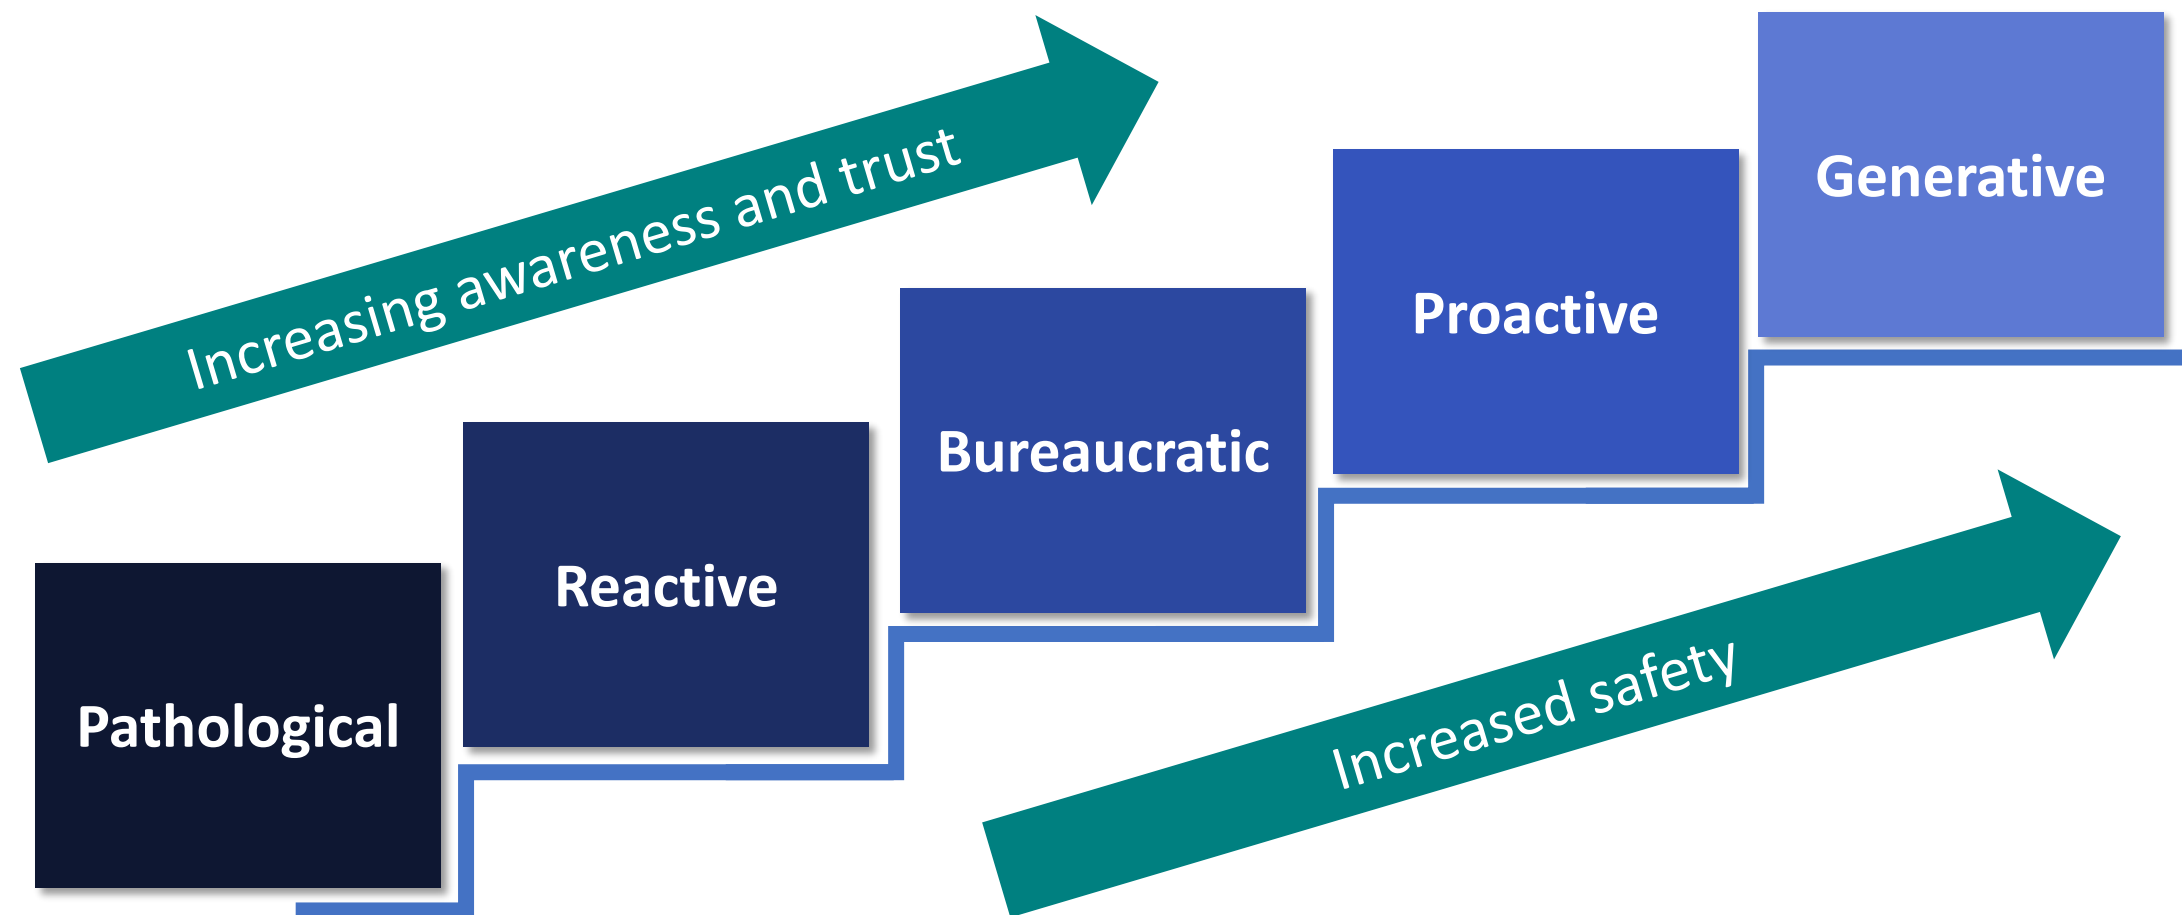 Increasing awareness and trust
Generative
Proactive
Bureaucratic
Reactive
Pathological
Increased safety